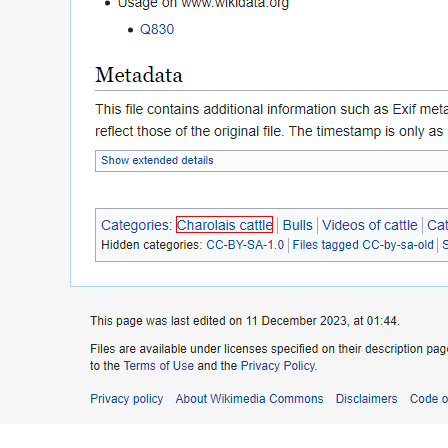 Usage on www.wikidata.org
Q830
Metadata
This file contains additional information such as Exif meta
reflect those of the original file. The timestamp is only as
Show extended details
Categories: Charolais cattle | Bulls | Videos of cattle | Cat
Hidden categories: CC-BY-SA-1.0 | Files tagged CC-by-sa-old | S
This page was last edited on 11 December 2023, at 01:44.
Files are available under licenses specified on their description pag
to the Terms of Use and the Privacy Policy.
Privacy policy About Wikimedia Commons Disclaimers Code o